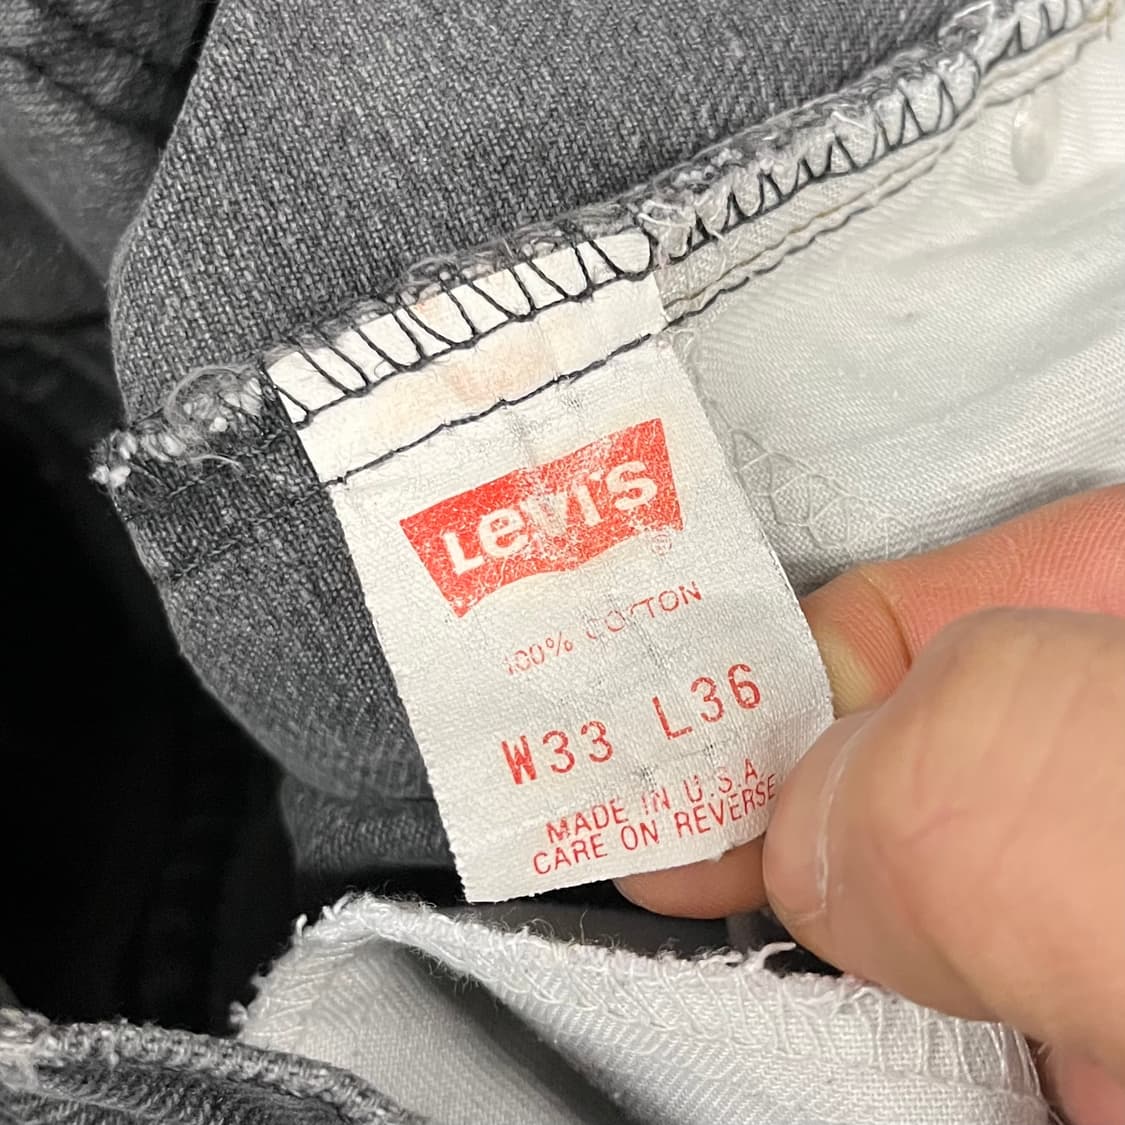 Levi's
®
100% COTTON
W33 L36
MADE IN U.S.A.
CARE ON REVERSE